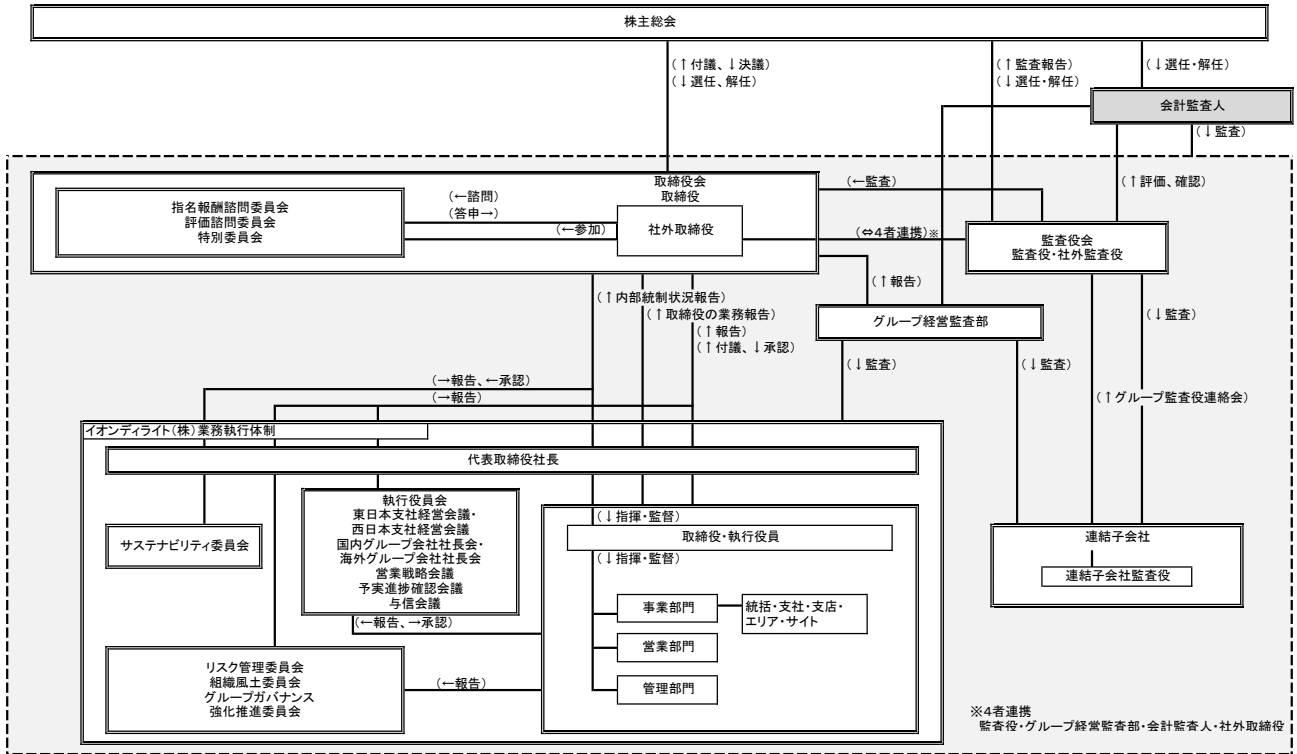 株主総会
(↑付議、↓決議)
(↓選任、解任)
(↑監査報告)
(↓選任・解任)
(↓選任・解任)
会計監査人
(↓監査)
取締役会
取締役
指名報酬諮問委員会
評価諮問委員会
特別委員会
(←諮問)
(答申→)
(←参加)
社外取締役
(←監査)
(↑評価、確認)
(⇔4者連携)※
監査役会
監査役・社外監査役
(↑報告)
(↑内部統制状況報告)
(↑取締役の業務報告)
(↑報告)
(↑付議、↓承認)
グループ経営監査部
(↓監査)
(↓監査)
(↓監査)
(↑グループ監査役連絡会)
(→報告、←承認)
(→報告)
イオンディライト(株)業務執行体制
代表取締役社長
サステナビリティ委員会
執行役員会
東日本支社経営会議・
西日本支社経営会議
国内グループ会社社長会・
海外グループ会社社長会
営業戦略会議
予実進捗確認会議
与信会議
(←報告、→承認)
(↓指揮・監督)
取締役・執行役員
(↓指揮・監督)
事業部門
統括・支社・支店・
エリア・サイト
営業部門
管理部門
リスク管理委員会
組織風土委員会
グループガバナンス
強化推進委員会
(←報告)
連結子会社
連結子会社監査役
※4者連携
監査役・グループ経営監査部・会計監査人・社外取締役